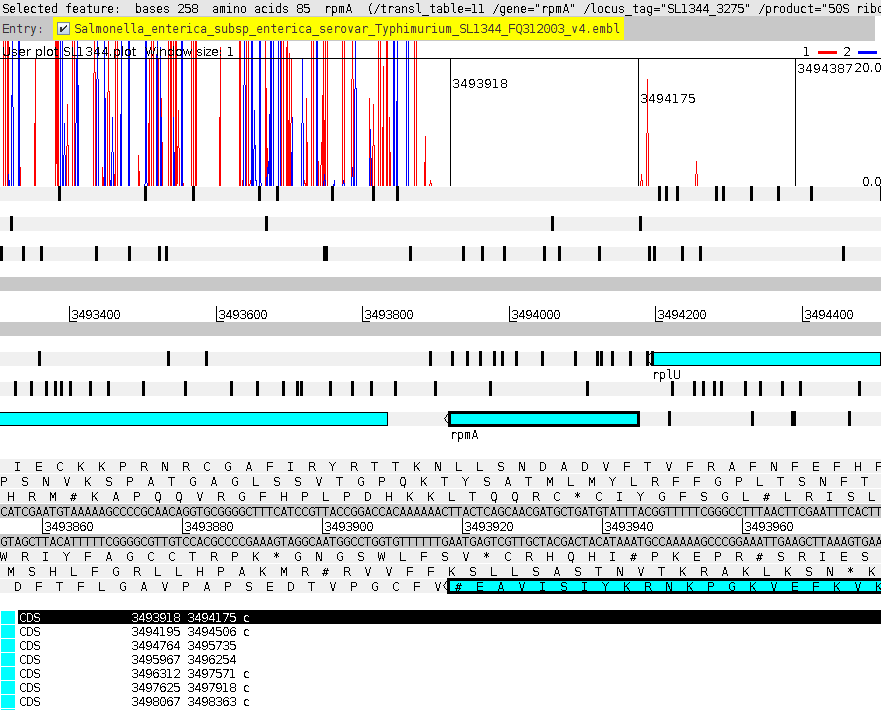 Selected feature:  bases 258  amino acids 85  rpmA  (/transl_table=11 /gene="rpmA" /locus_tag="SL1344_3275" /product="50S ribo
Entry: Salmonella_enterica_subsp_enterica_serovar_Typhimurium_SL1344_FQ312003_v4.embl
User plot SL1344.plot Window size: 1 1 2
3493918 3494175 3494387 20.0
0.0
3493400 3493600 3493800 3494000 3494200 3494400
rplU
rpmA
I E C K K P R N R C G A F I R Y R T T K N L L S N D A D V F T V F R A F N F E F H F
P S N V K S P A T G A G L S S V T G P Q K T Y S A T M L M Y L R F G P L T S N F T
H R M # K A P Q Q V R G F H P L P D H K K L T Q Q R C * C I Y G F S G L # L R I S L
3493860 3493880 3493900 3493920 3493940 3493960
W R I Y F A G C C T R P K * G N G S W L F S V * C R H Q H I # P K E P R # S R I E S
M S H L F G R L L H P A K M R # R V V F F K S L L S A S T N V T K R A K L K S N * K
D F T F L G A V P A P S E D T V P G C F V # E A V I S I Y K R N K P G K V E F K V K
CDS 3493918 3494175 c
CDS 3494195 3494506 c
CDS 3494764 3495735
CDS 3495967 3496254
CDS 3496312 3497571 c
CDS 3497625 3497918 c
CDS 3498067 3498363 c